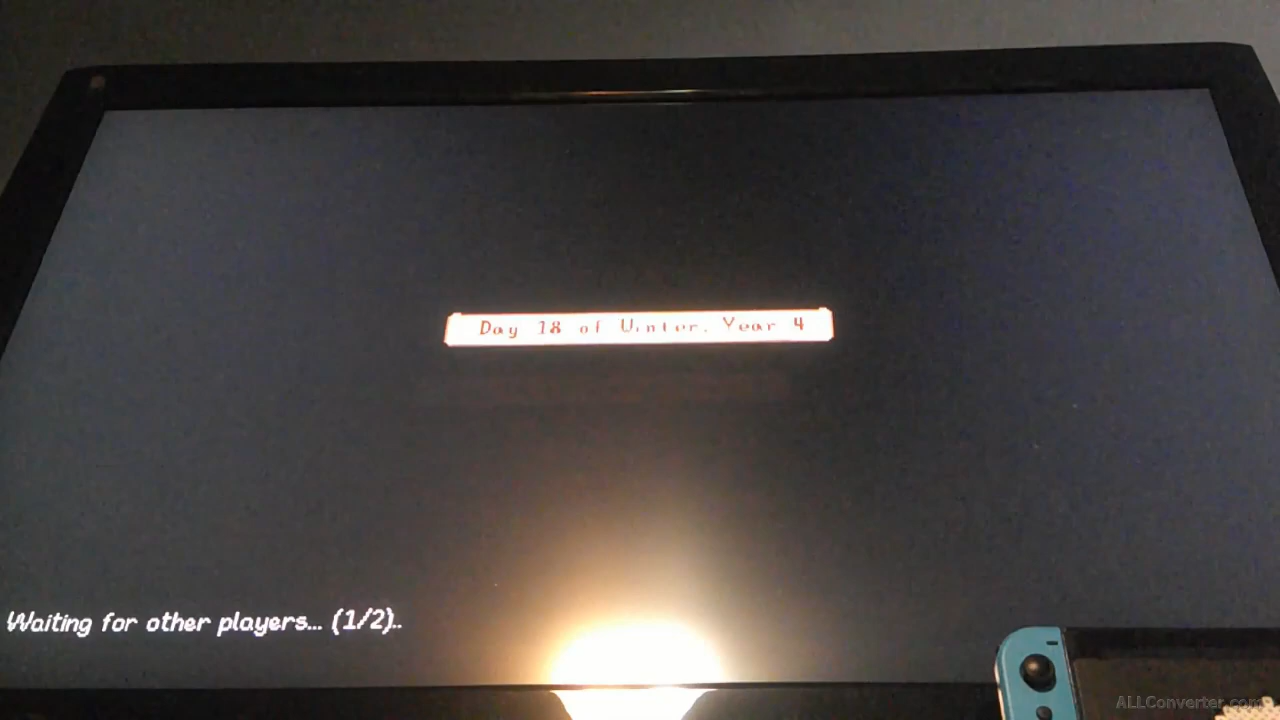 Day 18 of Winter, Year 4
Waiting for other players... (1/2)..
ALLConverter.com